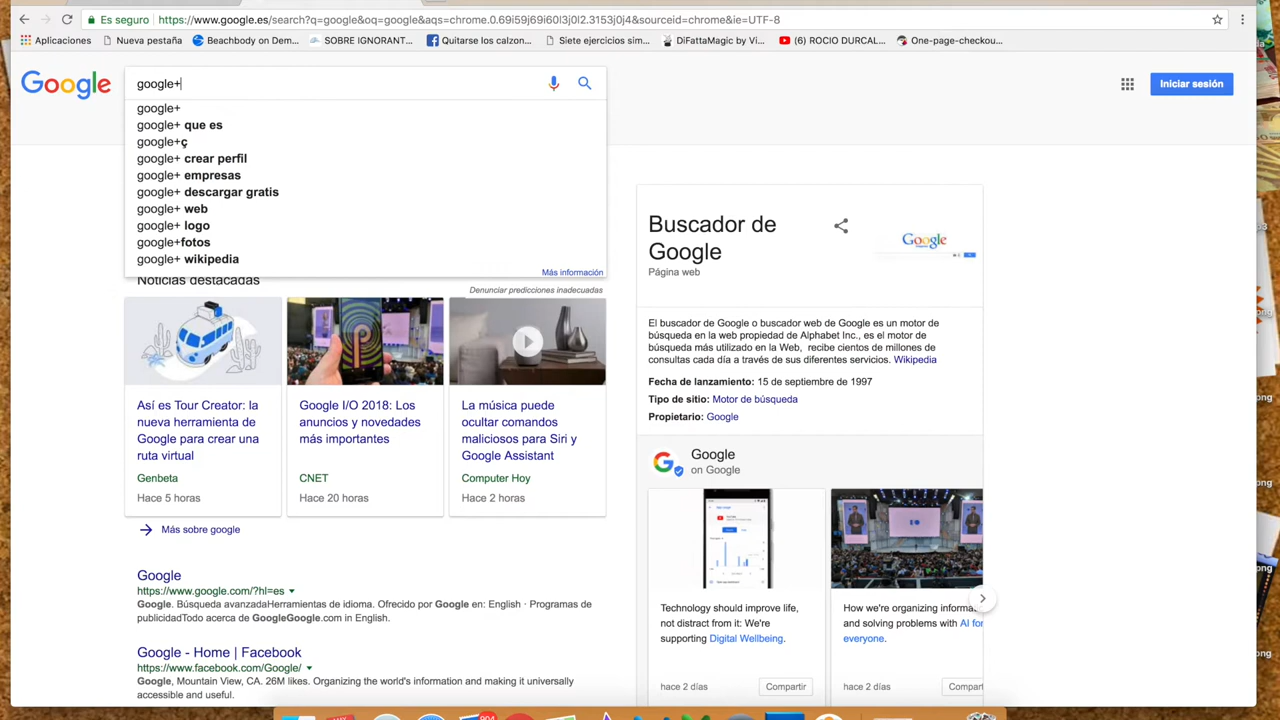 Es seguro https://www.google.es/search?q=google&oq=google&aqs=chrome.0.69i59j69i60l3j0l2.3153j0j4&sourceid=chrome&ie=UTF-8
Aplicaciones Nueva pestaña Beachbody on Dem... SOBRE IGNORANT... Quitarse los calzon... Siete ejercicios sim... DiFattaMagic by Vi... (6) ROCIO DURCAL... One-page-checkou...
Google google+ Iniciar sesión
google+
google+ que es
google+ç
google+ crear perfil
google+ empresas
google+ descargar gratis
google+ web
google+ logo
google+fotos
google+ wikipedia
Más información
Noticias destacadas
Denunciar predicciones inadecuadas
Así es Tour Creator: la
nueva herramienta de
Google para crear una
ruta virtual
Genbeta
Hace 5 horas
Google I/O 2018: Los
anuncios y novedades
más importantes
CNET
Hace 20 horas
La música puede
ocultar comandos
maliciosos para Siri y
Google Assistant
Computer Hoy
Hace 2 horas
Más sobre google
Google
https://www.google.com/?hl=es
Google. Búsqueda avanzadaHerramientas de idioma. Ofrecido por Google en: English · Programas de
publicidadTodo acerca de GoogleGoogle.com in English.
Google - Home | Facebook
https://www.facebook.com/Google/
Google, Mountain View, CA. 26M likes. Organizing the world's information and making it universally
accessible and useful.
Buscador de
Google
Página web
Google
El buscador de Google o buscador web de Google es un motor de
búsqueda en la web propiedad de Alphabet Inc., es el motor de
búsqueda más utilizado en la Web, recibe cientos de millones de
consultas cada día a través de sus diferentes servicios. Wikipedia
Fecha de lanzamiento: 15 de septiembre de 1997
Tipo de sitio: Motor de búsqueda
Propietario: Google
Google
on Google
Technology should improve life,
not distract from it: We're
supporting Digital Wellbeing.
hace 2 días Compartir
How we're organizing informa
and solving problems with AI for
everyone.
hace 2 días Compart